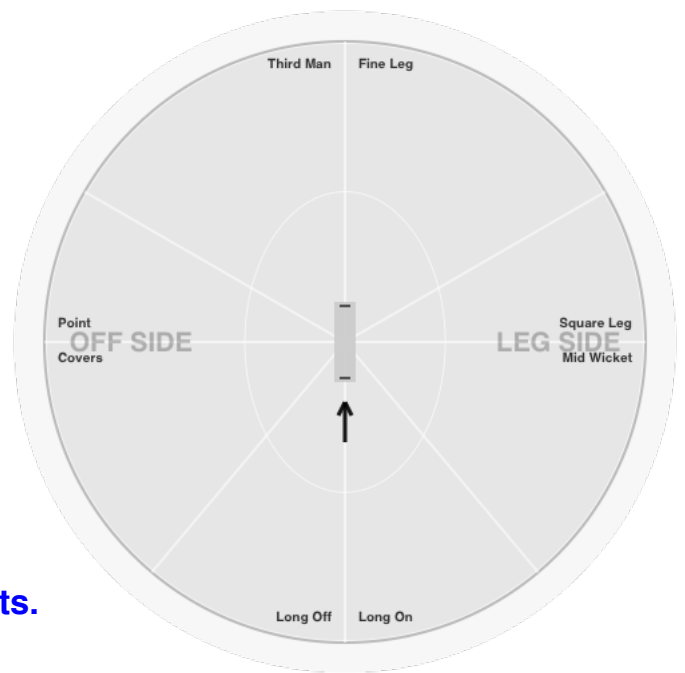 Third Man
Fine Leg
Point
Square Leg
OFF SIDE
LEG SIDE
Covers
Mid Wicket
ts.
Long Off
Long On